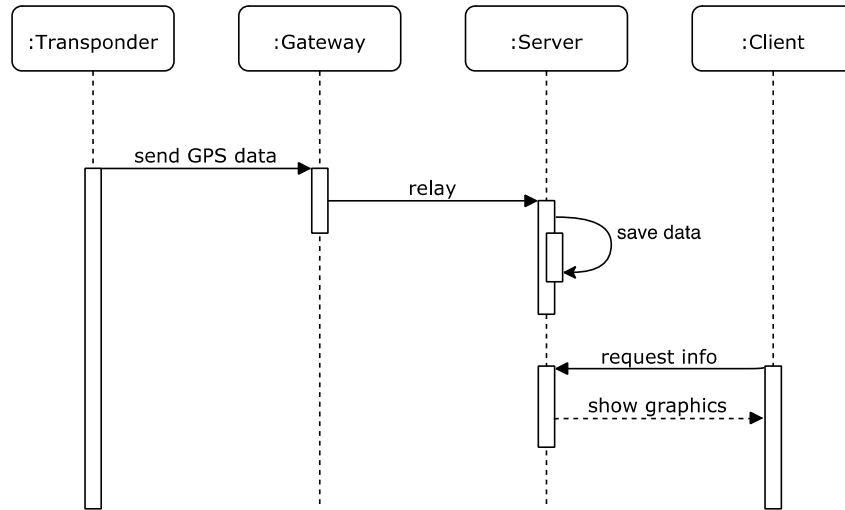 :Transponder
:Gateway
:Server
:Client
send GPS data
relay
save data
request info
show graphics